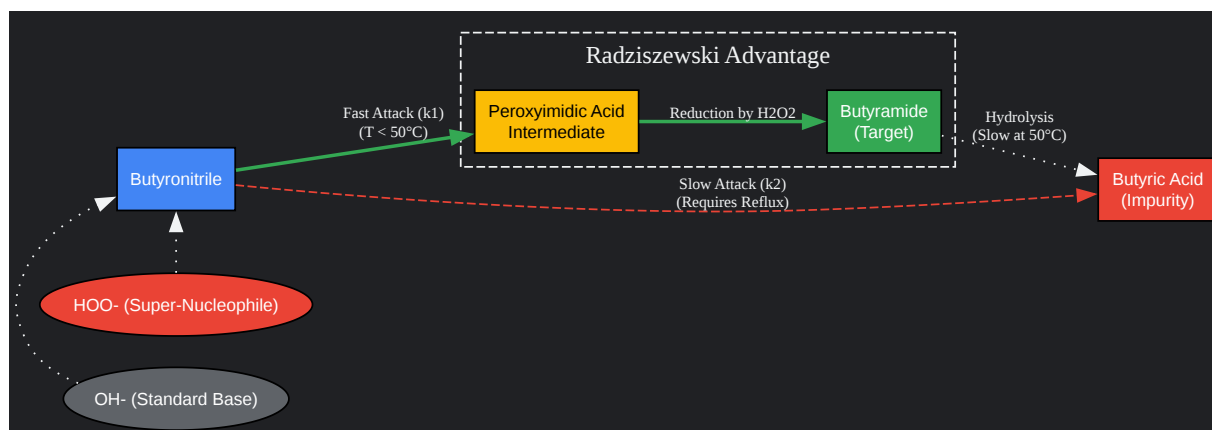 Radziszewski Advantage
Fast Attack (k1)
(T < 50°C)
Peroxyimidic Acid
Intermediate
Reduction by H2O2
Butyramide
(Target)
Hydrolysis
(Slow at 50°C)
Butyronitrile
Slow Attack (k2)
(Requires Reflux)
Butyric Acid
(Impurity)
HOO- (Super-Nucleophile)
OH- (Standard Base)